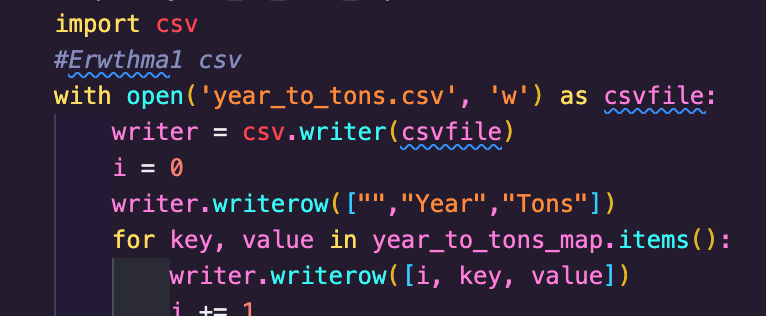 import csv
#Erwthma1 csv
with open('year_to_tons.csv', 'w') as csvfile:
    writer = csv.writer(csvfile)
    i = 0
    writer.writerow(["","Year","Tons"])
    for key, value in year_to_tons_map.items():
        writer.writerow([i, key, value])
        i += 1